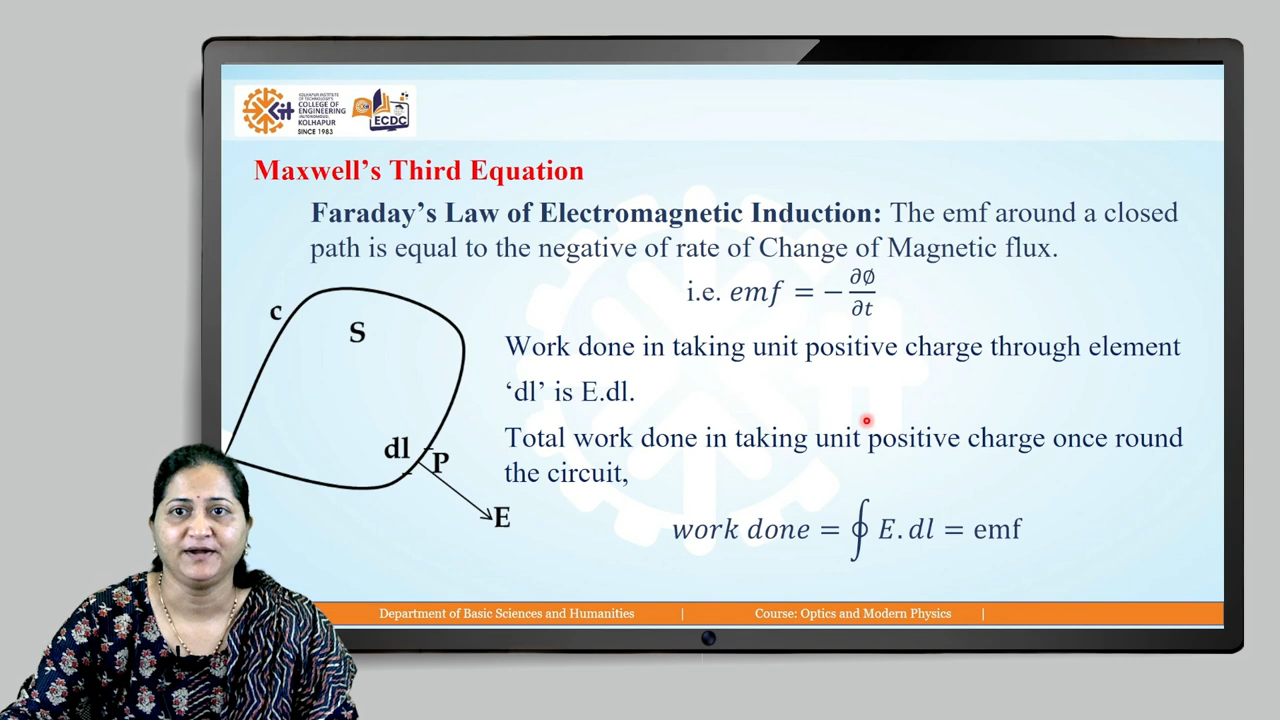 KOLHAPUR INSTITUTE
OF TECHNOLOGY'S
COLLEGE OF
ENGINEERING
(AUTONOMOUS),
KOLHAPUR
SINCE 1983
Kit
ECDC
Maxwell’s Third Equation
Faraday’s Law of Electromagnetic Induction: The emf around a closed
path is equal to the negative of rate of Change of Magnetic flux.
i.e. emf = − ∂∅/∂t
c
S
Work done in taking unit positive charge through element
‘dl’ is E.dl.
Total work done in taking unit positive charge once round
the circuit,
dl
P
E
work done = ∮ E. dl = emf
Department of Basic Sciences and Humanities | Course: Optics and Modern Physics |